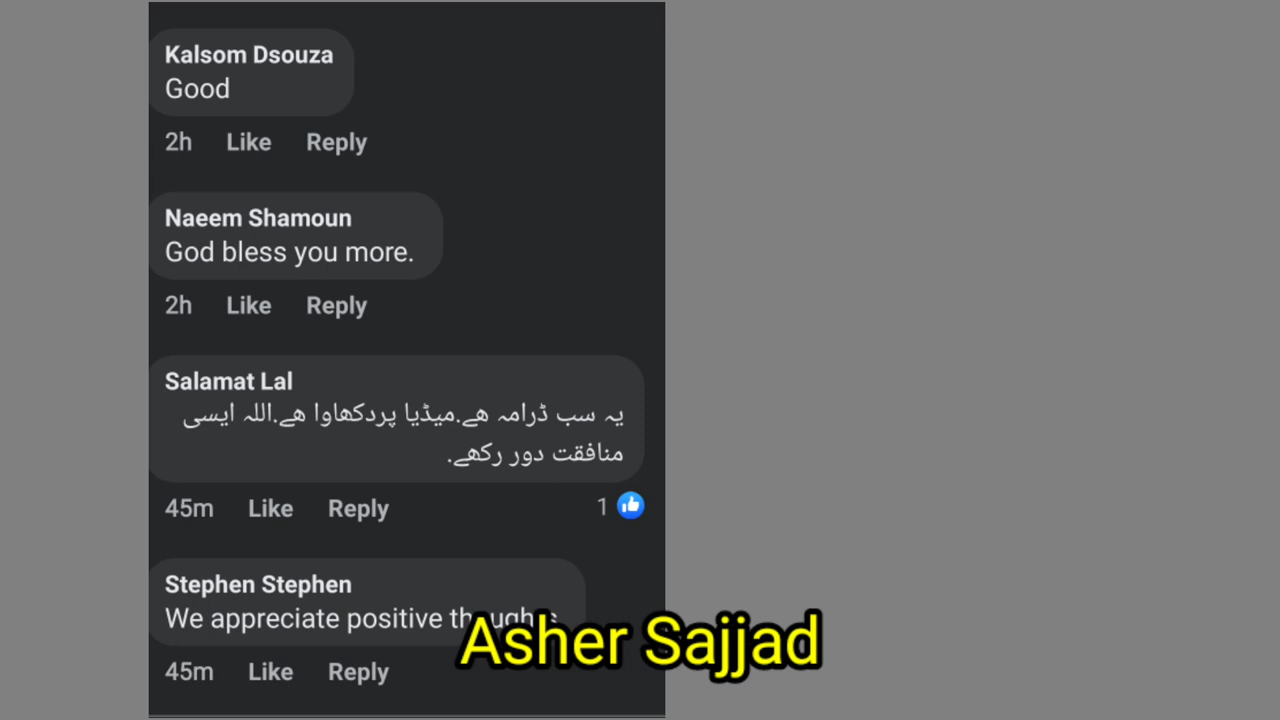 Kalsom Dsouza
Good
2h Like Reply
Naeem Shamoun
God bless you more.
2h Like Reply
Salamat Lal
یہ سب ڈرامہ ھے.میڈیا پردکھاوا ھے.اللہ ایسی
منافقت دور رکھے.
45m Like Reply 1
Stephen Stephen
We appreciate positive
45m Like Reply
Asher Sajjad